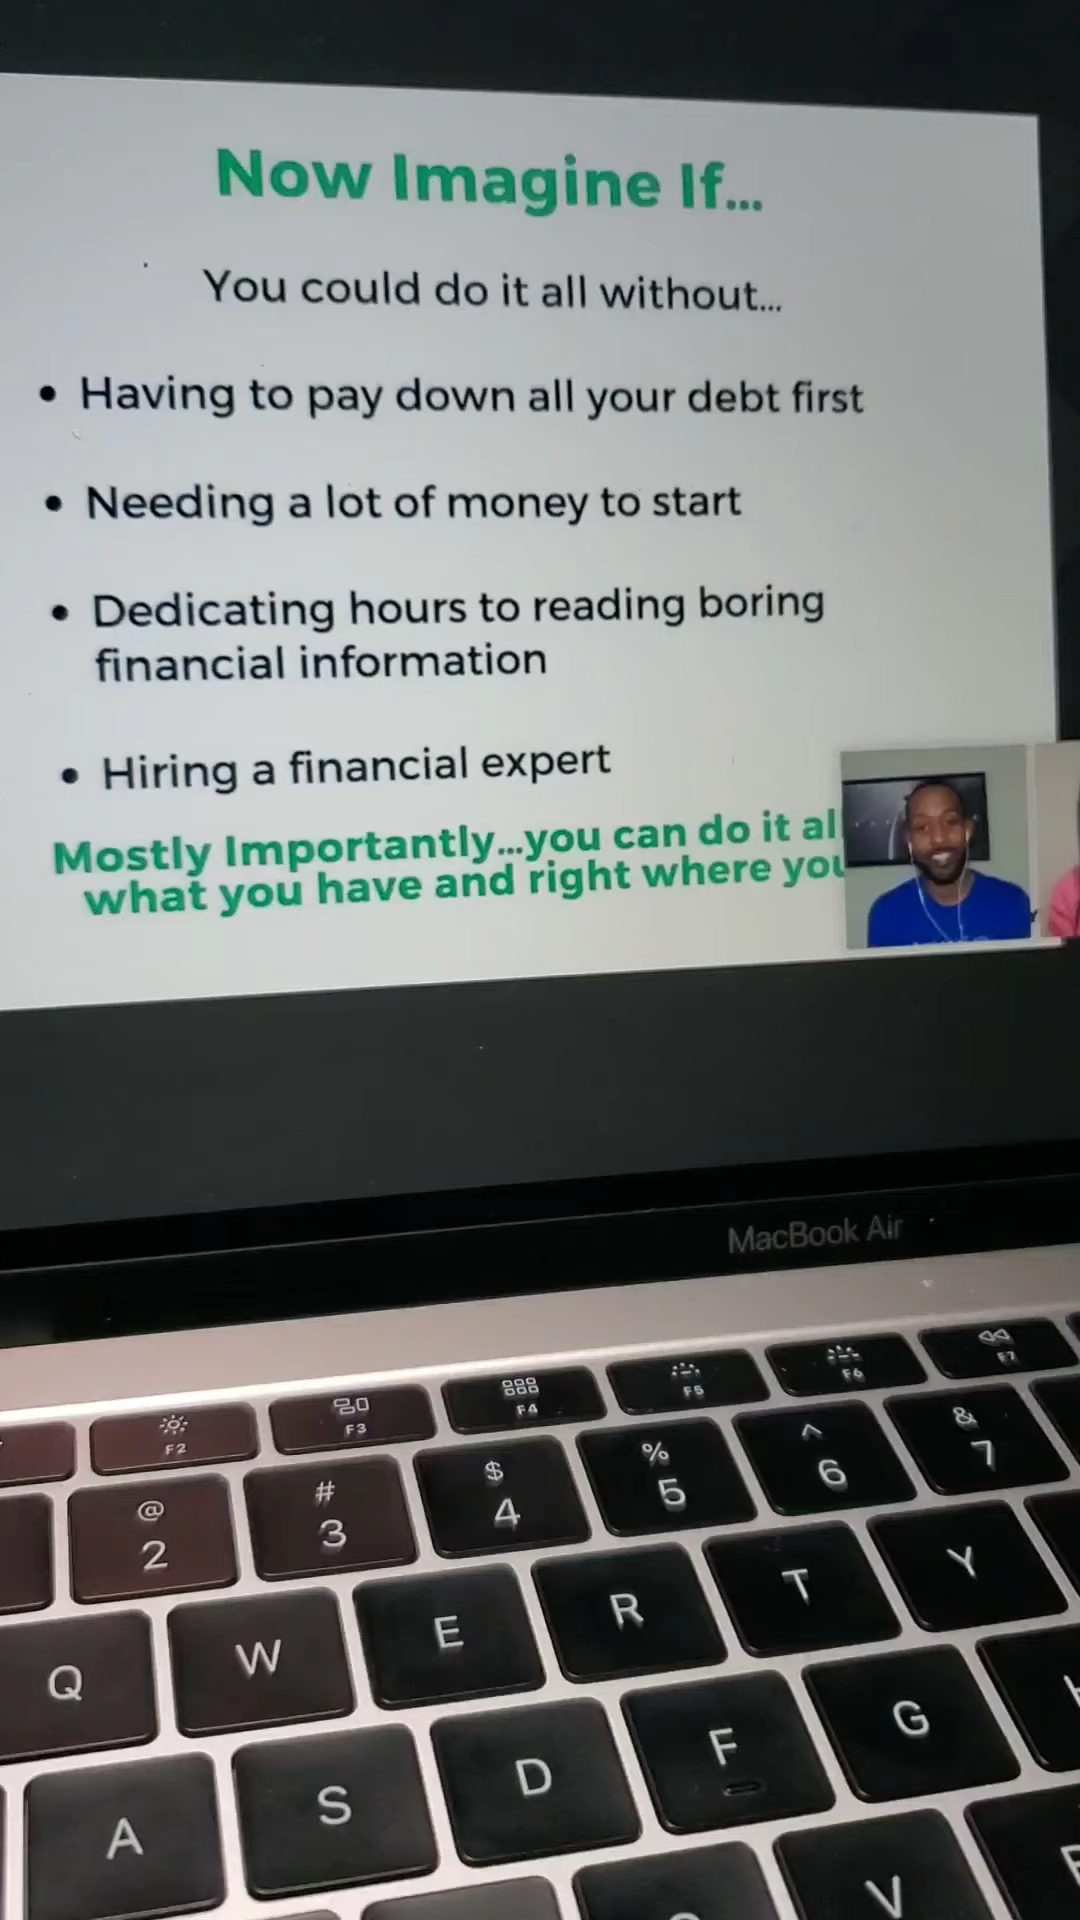 Now Imagine If...
You could do it all without...
• Having to pay down all your debt first
• Needing a lot of money to start
• Dedicating hours to reading boring
financial information
• Hiring a financial expert
Mostly Importantly...you can do it al
what you have and right where you
MacBook Air
F2
F3
F4
F5
F6
F7
@
2
#
3
$
4
%
5
^
6
&
7
Q
W
E
R
T
Y
A
S
D
F
G
V